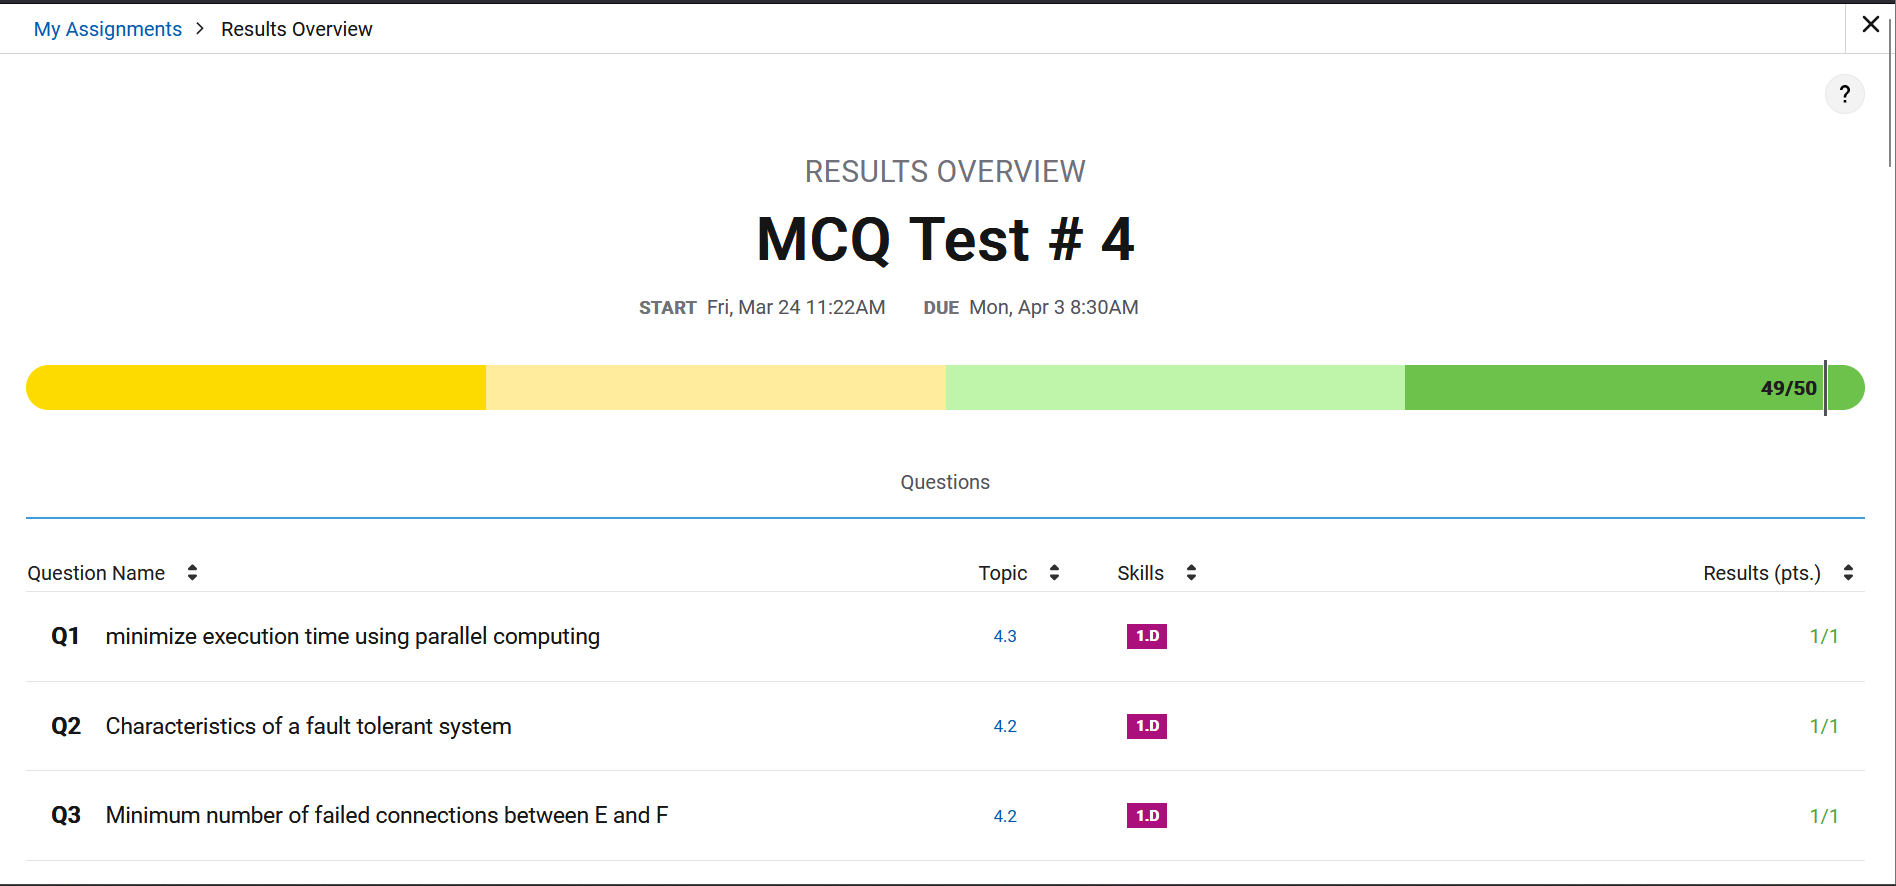 My Assignments > Results Overview
?
RESULTS OVERVIEW
MCQ Test # 4
START Fri, Mar 24 11:22AM DUE Mon, Apr 3 8:30AM
49/50
Questions
Question Name Topic Skills Results (pts.)
Q1 minimize execution time using parallel computing 4.3 1.D 1/1
Q2 Characteristics of a fault tolerant system 4.2 1.D 1/1
Q3 Minimum number of failed connections between E and F 4.2 1.D 1/1